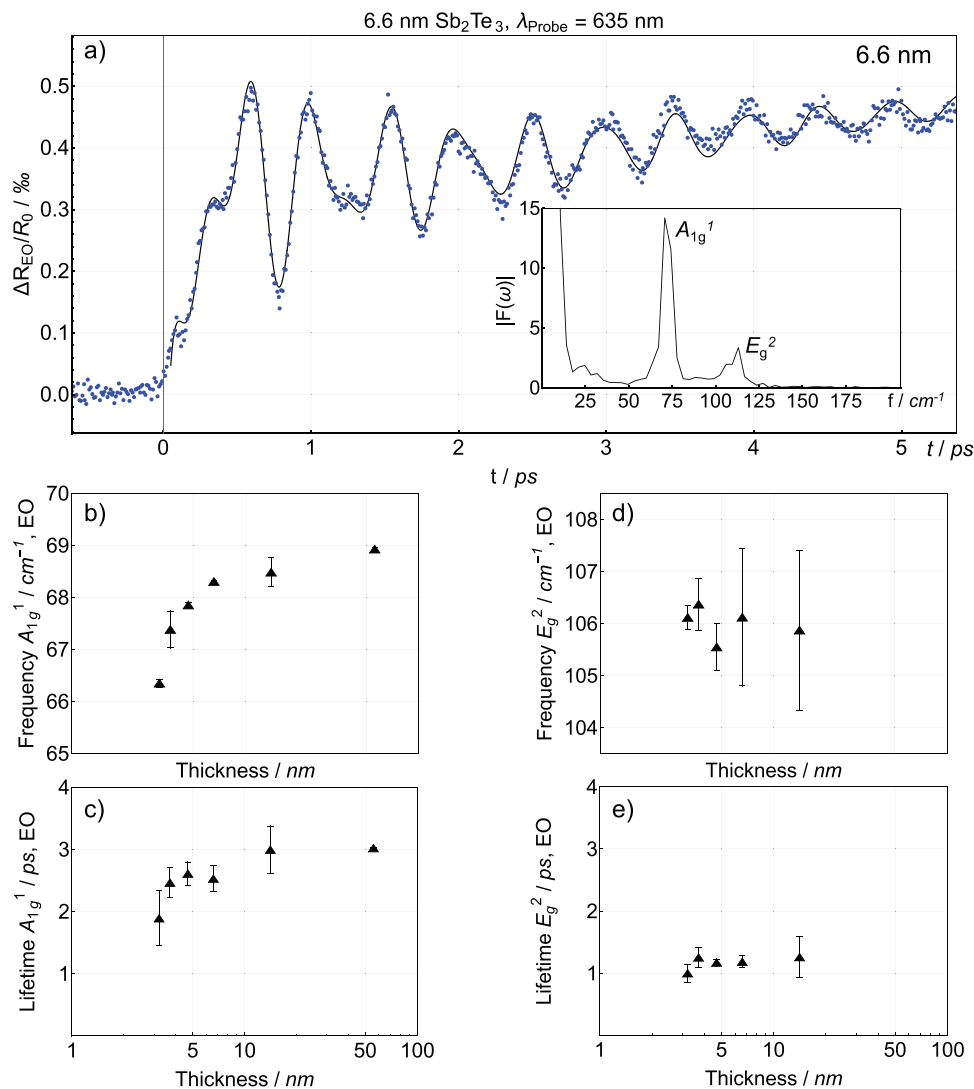 6.6 nm Sb₂Te₃, λ_Probe = 635 nm
a)
6.6 nm
ΔR_EO/R₀ / ‰
0.5
0.4
0.3
0.2
0.1
0.0
0 1 2 3 4 5 t / ps
t / ps
|F(ω)|
15
10
5
0
A₁g¹
Eg²
25 50 75 100 125 150 175 f / cm⁻¹
b)
Frequency A₁g¹ / cm⁻¹, EO
70
69
68
67
66
65
Thickness / nm
d)
Frequency Eg² / cm⁻¹, EO
108
107
106
105
104
Thickness / nm
c)
Lifetime A₁g¹ / ps, EO
4
3
2
1
1 5 10 50 100
Thickness / nm
e)
Lifetime Eg² / ps, EO
4
3
2
1
1 5 10 50 100
Thickness / nm